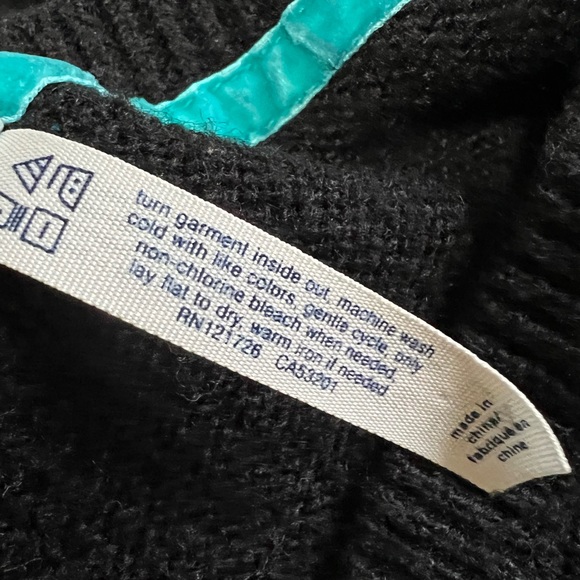 turn garment inside out, machine wash
cold with like colors, gentle cycle, only
non-chlorine bleach when needed,
lay flat to dry, warm iron if needed
RN121726 CA53201
made in
china/
fabriqué en
chine